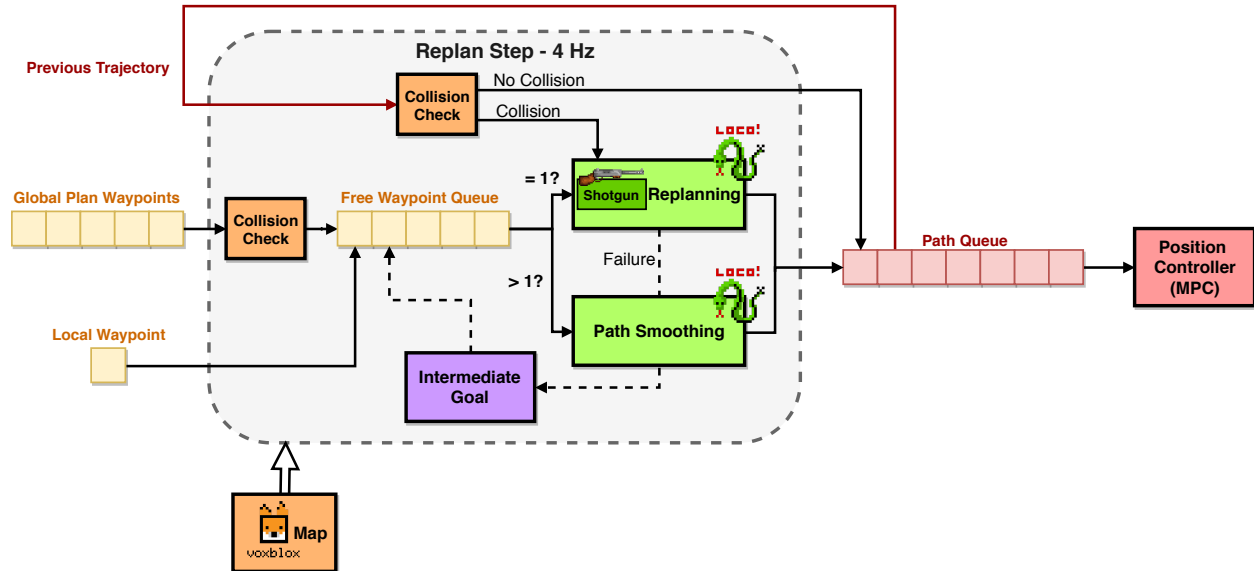 Replan Step - 4 Hz
Previous Trajectory
Collision
Check
No Collision
Collision
LOCO!
Global Plan Waypoints
Collision
Check
Free Waypoint Queue
= 1?
Shotgun
Replanning
Failure
> 1?
LOCO!
Path Smoothing
Path Queue
Position
Controller
(MPC)
Local Waypoint
Intermediate
Goal
Map
voxblox